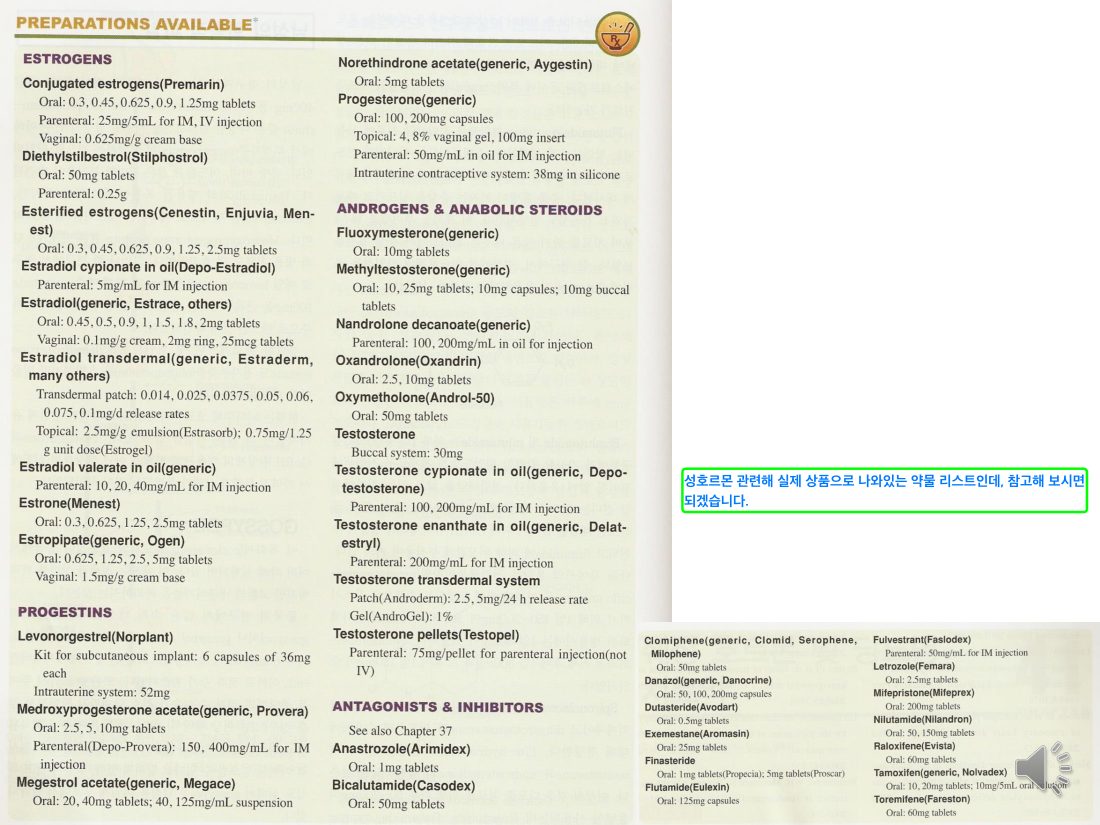 PREPARATIONS AVAILABLE*
ESTROGENS
Conjugated estrogens(Premarin)
Oral: 0.3, 0.45, 0.625, 0.9, 1.25mg tablets
Parenteral: 25mg/5mL for IM, IV injection
Vaginal: 0.625mg/g cream base
Diethylstilbestrol(Stilphostrol)
Oral: 50mg tablets
Parenteral: 0.25g
Esterified estrogens(Cenestin, Enjuvia, Men-
est)
Oral: 0.3, 0.45, 0.625, 0.9, 1.25, 2.5mg tablets
Estradiol cypionate in oil(Depo-Estradiol)
Parenteral: 5mg/mL for IM injection
Estradiol(generic, Estrace, others)
Oral: 0.45, 0.5, 0.9, 1, 1.5, 1.8, 2mg tablets
Vaginal: 0.1mg/g cream, 2mg ring, 25mcg tablets
Estradiol transdermal(generic, Estraderm,
many others)
Transdermal patch: 0.014, 0.025, 0.0375, 0.05, 0.06,
0.075, 0.1mg/d release rates
Topical: 2.5mg/g emulsion(Estrasorb); 0.75mg/1.25
g unit dose(Estrogel)
Estradiol valerate in oil(generic)
Parenteral: 10, 20, 40mg/mL for IM injection
Estrone(Menest)
Oral: 0.3, 0.625, 1.25, 2.5mg tablets
Estropipate(generic, Ogen)
Oral: 0.625, 1.25, 2.5, 5mg tablets
Vaginal: 1.5mg/g cream base
PROGESTINS
Levonorgestrel(Norplant)
Kit for subcutaneous implant: 6 capsules of 36mg
each
Intrauterine system: 52mg
Medroxyprogesterone acetate(generic, Provera)
Oral: 2.5, 5, 10mg tablets
Parenteral(Depo-Provera): 150, 400mg/mL for IM
injection
Megestrol acetate(generic, Megace)
Oral: 20, 40mg tablets; 40, 125mg/mL suspension
Norethindrone acetate(generic, Aygestin)
Oral: 5mg tablets
Progesterone(generic)
Oral: 100, 200mg capsules
Topical: 4, 8% vaginal gel, 100mg insert
Parenteral: 50mg/mL in oil for IM injection
Intrauterine contraceptive system: 38mg in silicone
ANDROGENS & ANABOLIC STEROIDS
Fluoxymesterone(generic)
Oral: 10mg tablets
Methyltestosterone(generic)
Oral: 10, 25mg tablets; 10mg capsules; 10mg buccal
tablets
Nandrolone decanoate(generic)
Parenteral: 100, 200mg/mL in oil for injection
Oxandrolone(Oxandrin)
Oral: 2.5, 10mg tablets
Oxymetholone(Androl-50)
Oral: 50mg tablets
Testosterone
Buccal system: 30mg
Testosterone cypionate in oil(generic, Depo-
testosterone)
Parenteral: 100, 200mg/mL for IM injection
Testosterone enanthate in oil(generic, Delat-
estryl)
Parenteral: 200mg/mL for IM injection
Testosterone transdermal system
Patch(Androderm): 2.5, 5mg/24 h release rate
Gel(AndroGel): 1%
Testosterone pellets(Testopel)
Parenteral: 75mg/pellet for parenteral injection(not
IV)
ANTAGONISTS & INHIBITORS
See also Chapter 37
Anastrozole(Arimidex)
Oral: 1mg tablets
Bicalutamide(Casodex)
Oral: 50mg tablets
성호르몬 관련해 실제 상품으로 나와있는 약물 리스트인데, 참고해 보시면
되겠습니다.
Clomiphene(generic, Clomid, Serophene,
Milophene)
Oral: 50mg tablets
Danazol(generic, Danocrine)
Oral: 50, 100, 200mg capsules
Dutasteride(Avodart)
Oral: 0.5mg tablets
Exemestane(Aromasin)
Oral: 25mg tablets
Finasteride
Oral: 1mg tablets(Propecia); 5mg tablets(Proscar)
Flutamide(Eulexin)
Oral: 125mg capsules
Fulvestrant(Faslodex)
Parenteral: 50mg/mL for IM injection
Letrozole(Femara)
Oral: 2.5mg tablets
Mifepristone(Mifeprex)
Oral: 200mg tablets
Nilutamide(Nilandron)
Oral: 50, 150mg tablets
Raloxifene(Evista)
Oral: 60mg tablets
Tamoxifen(generic, Nolvadex)
Oral: 10, 20mg tablets; 10mg/5mL oral solution
Toremifene(Fareston)
Oral: 60mg tablets